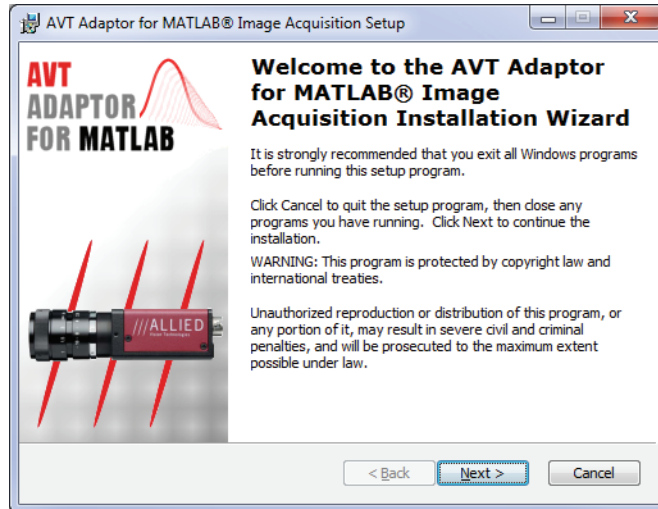 AVT Adaptor for MATLAB® Image Acquisition Setup
AVT
ADAPTOR
FOR MATLAB
Welcome to the AVT Adaptor
for MATLAB® Image
Acquisition Installation Wizard
It is strongly recommended that you exit all Windows programs
before running this setup program.
Click Cancel to quit the setup program, then close any
programs you have running. Click Next to continue the
installation.
WARNING: This program is protected by copyright law and
international treaties.
Unauthorized reproduction or distribution of this program, or
any portion of it, may result in severe civil and criminal
penalties, and will be prosecuted to the maximum extent
possible under law.
///ALLIED
Vision Technologies
< Back
Next >
Cancel